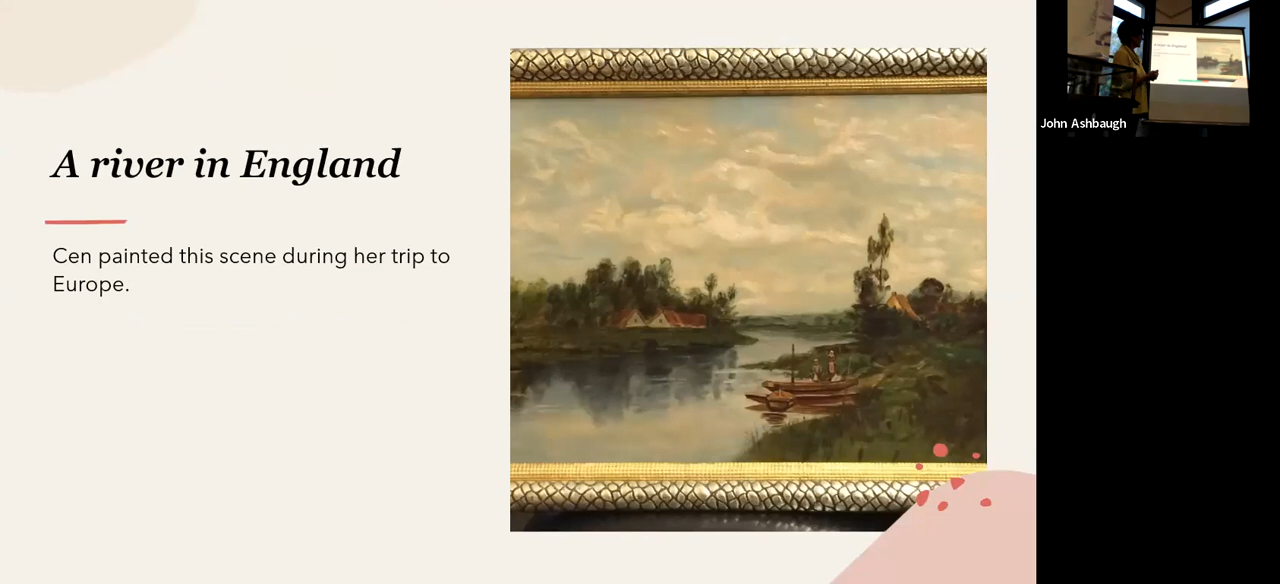 A river in England
Cen painted this scene during her trip to
Europe.
John Ashbaugh